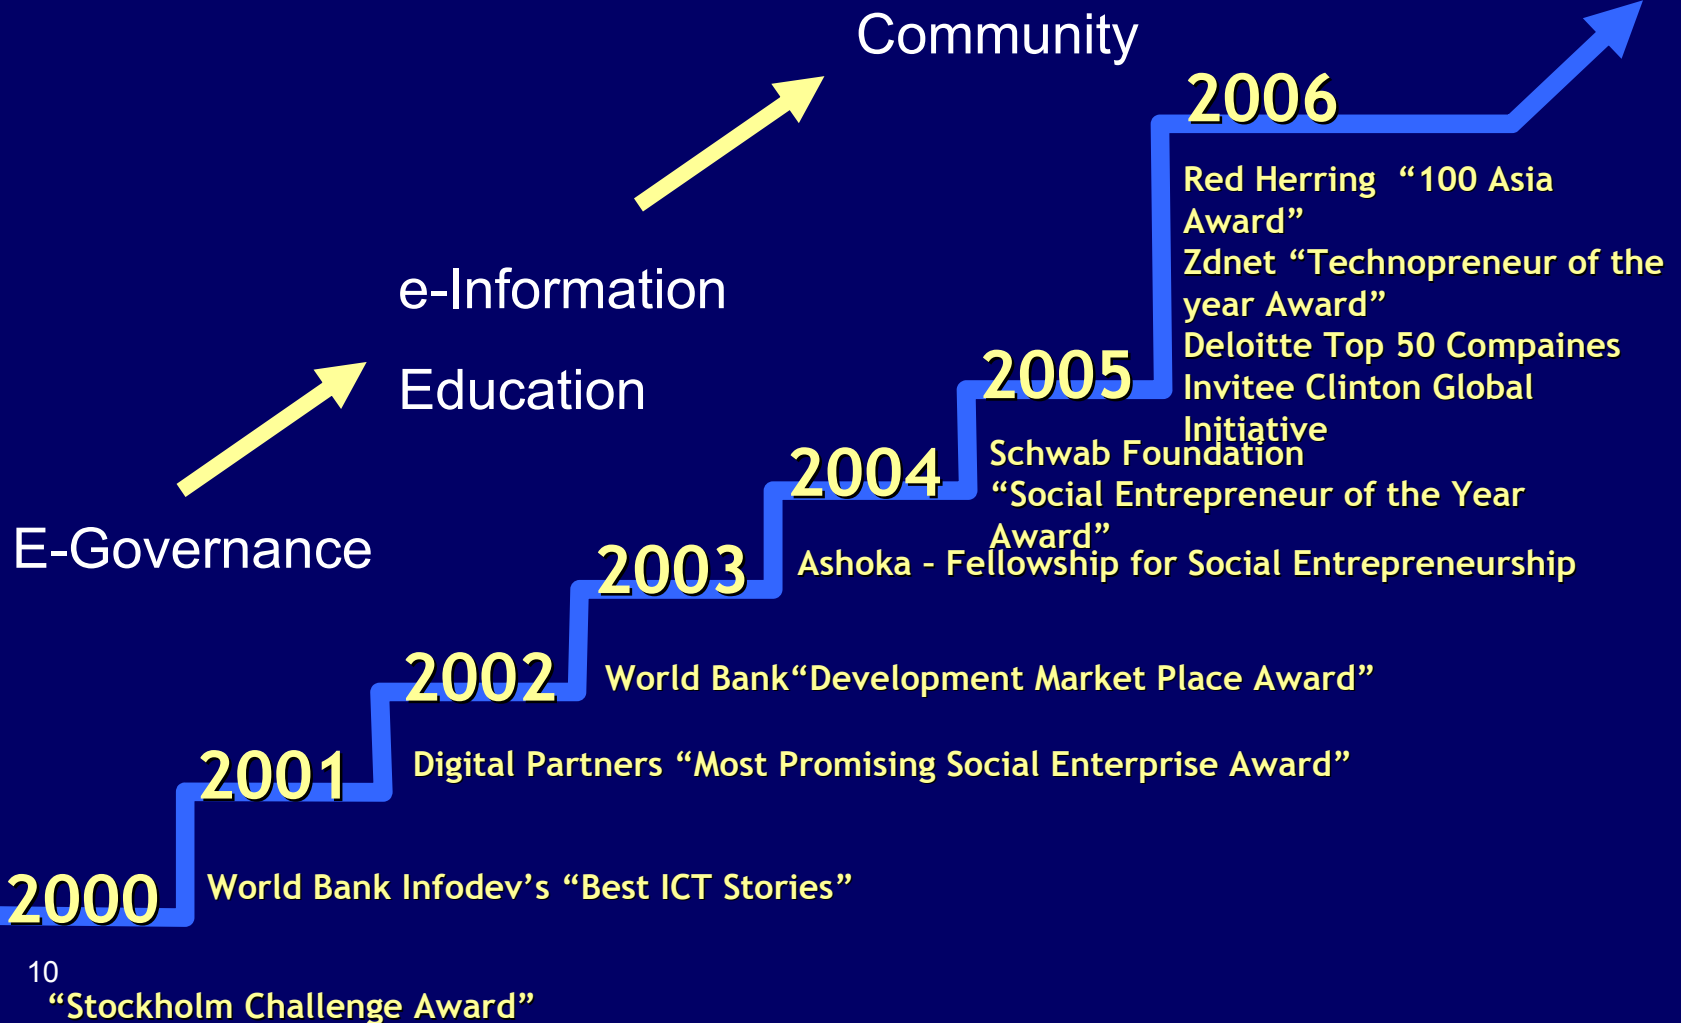 Community
2006
Red Herring “100 Asia
Award”
Zdnet “Technopreneur of the
year Award”
Deloitte Top 50 Compaines
Invitee Clinton Global
Initiative
e-Information
Education
2005
Schwab Foundation
“Social Entrepreneur of the Year
Award”
2004
Ashoka – Fellowship for Social Entrepreneurship
E-Governance
2003
World Bank“Development Market Place Award”
2002
Digital Partners “Most Promising Social Enterprise Award”
2001
World Bank Infodev’s “Best ICT Stories”
2000
“Stockholm Challenge Award”
10